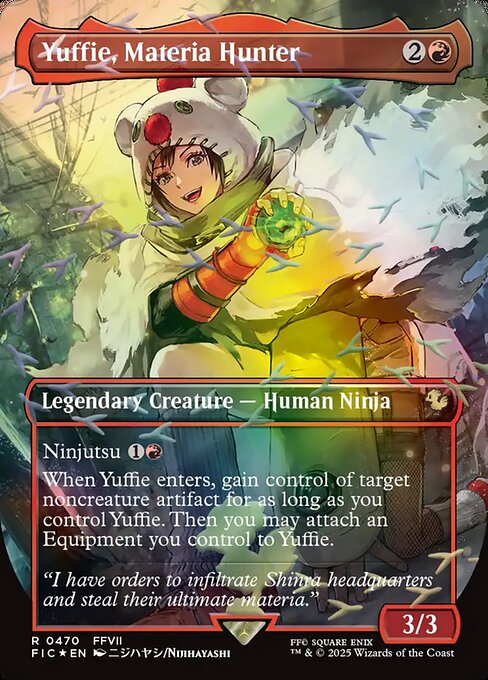 Yuffie, Materia Hunter 2
Legendary Creature — Human Ninja
Ninjutsu 1
When Yuffie enters, gain control of target
noncreature artifact for as long as you
control Yuffie. Then you may attach an
Equipment you control to Yuffie.
“I have orders to infiltrate Shinra headquarters
and steal their ultimate materia.”
3/3
R 0470 FFVII
FIC★EN ニジハヤシ/NIJIHAYASHI
FF© SQUARE ENIX
™ & © 2025 Wizards of the Coast